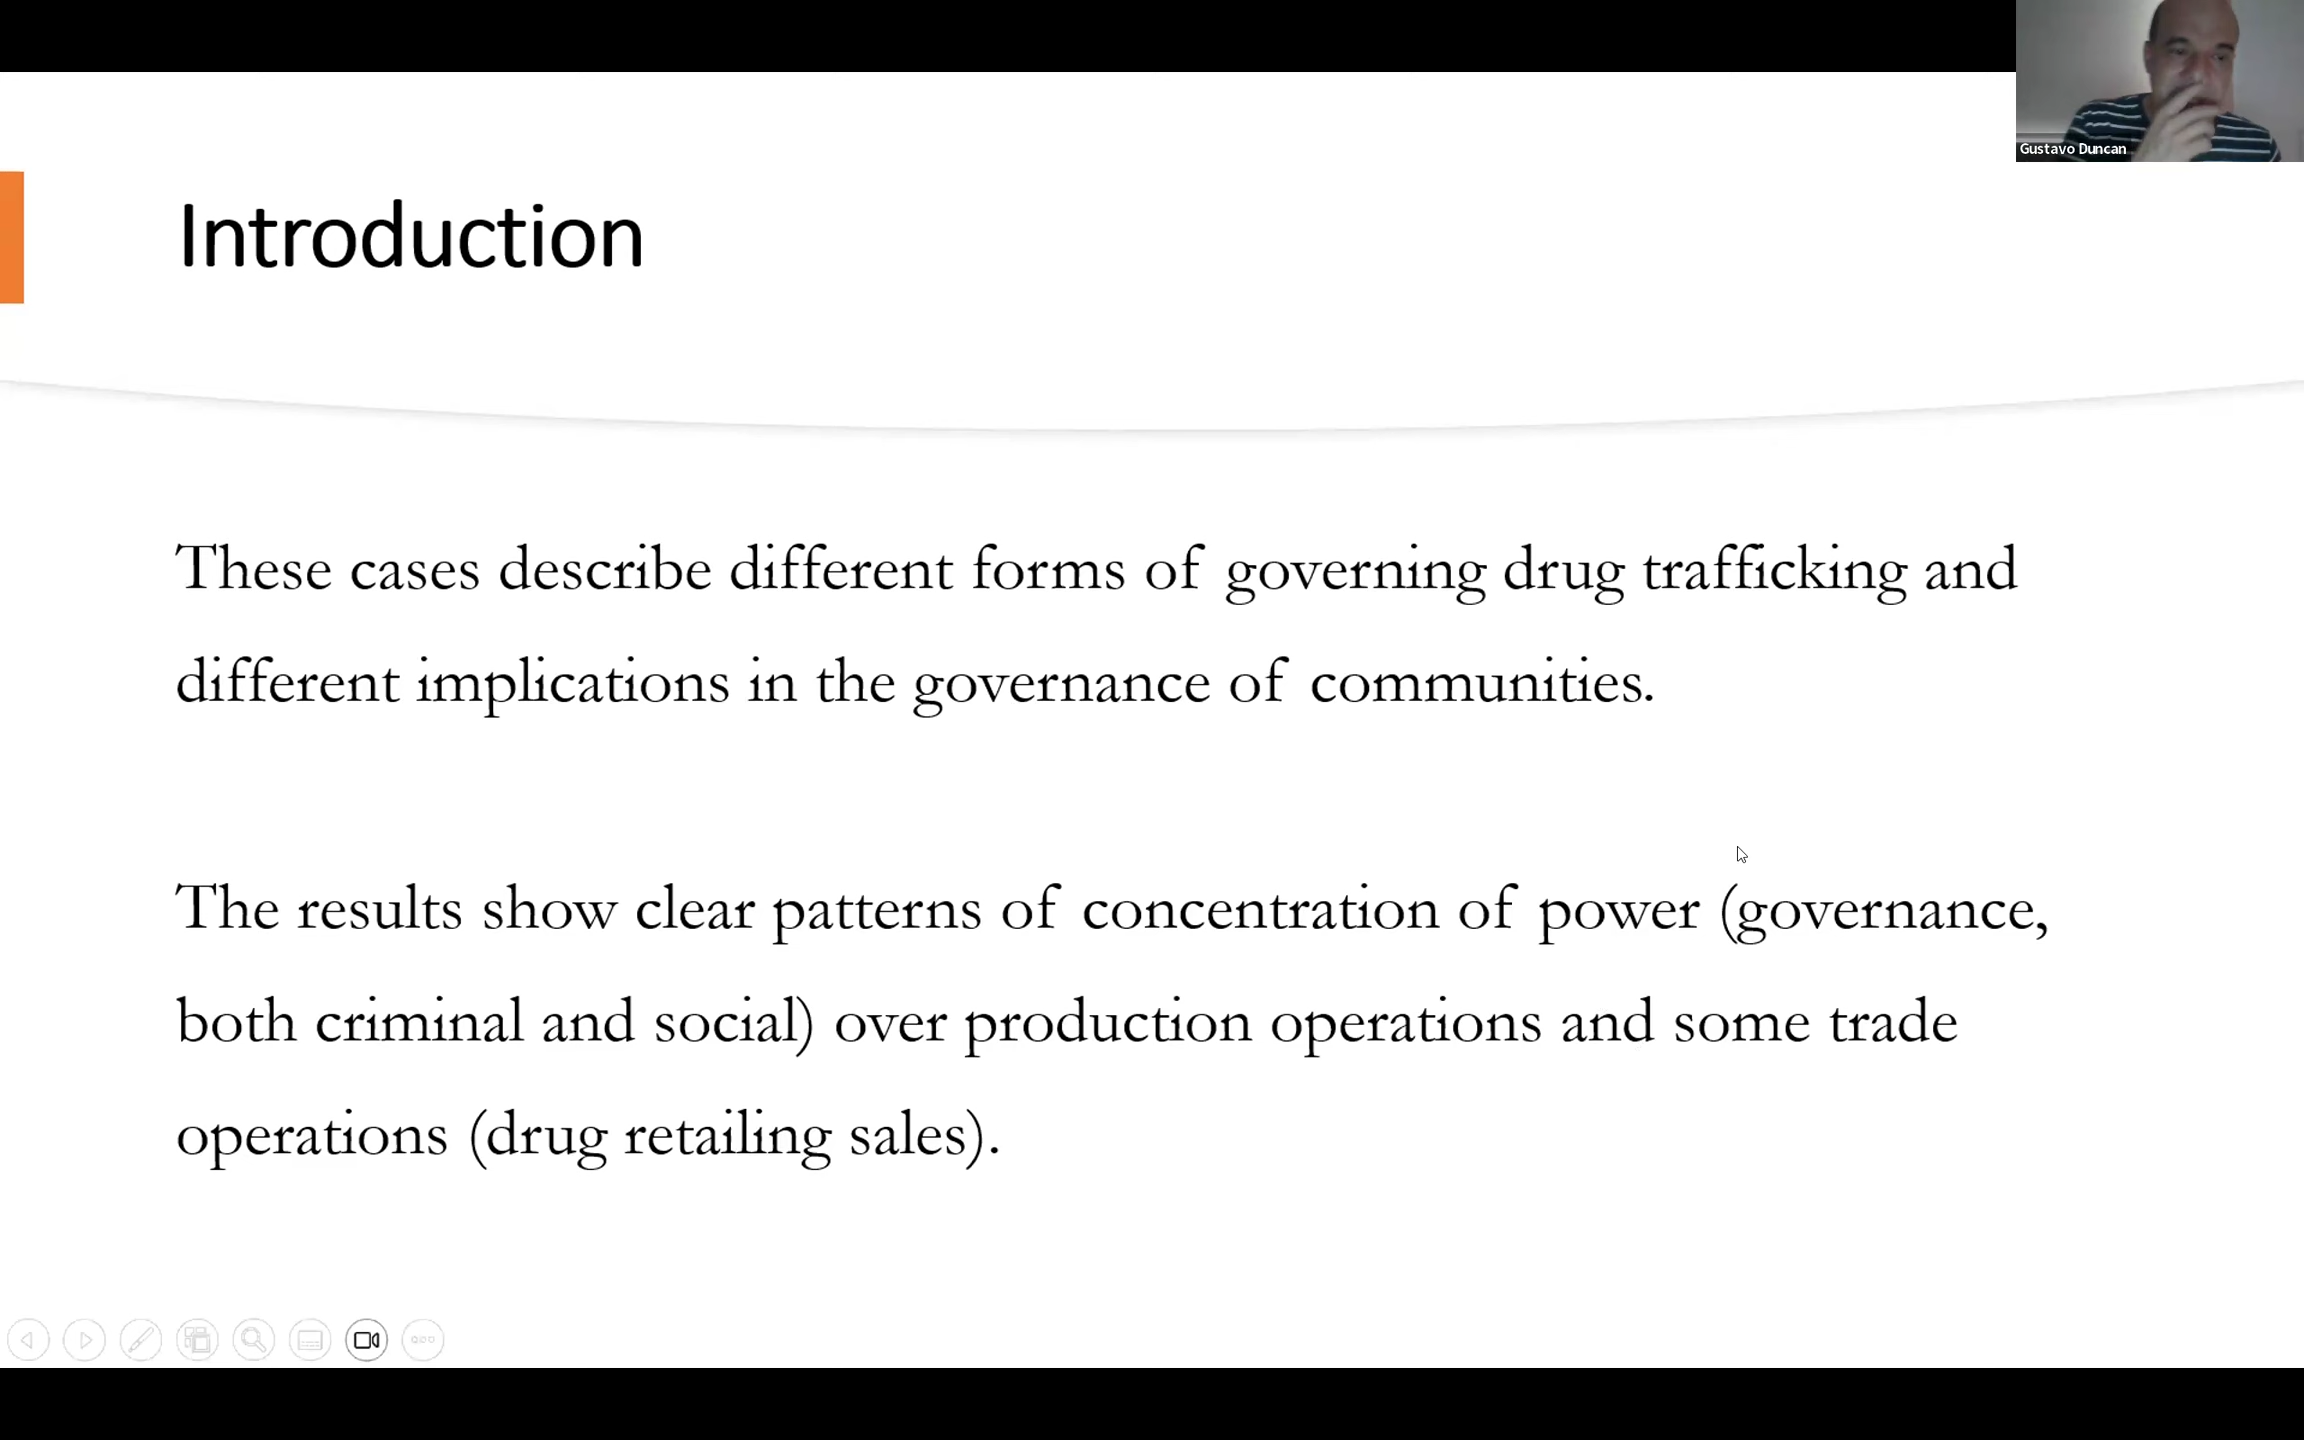 Gustavo Duncan
Introduction
These cases describe different forms of governing drug trafficking and
different implications in the governance of communities.
The results show clear patterns of concentration of power (governance,
both criminal and social) over production operations and some trade
operations (drug retailing sales).